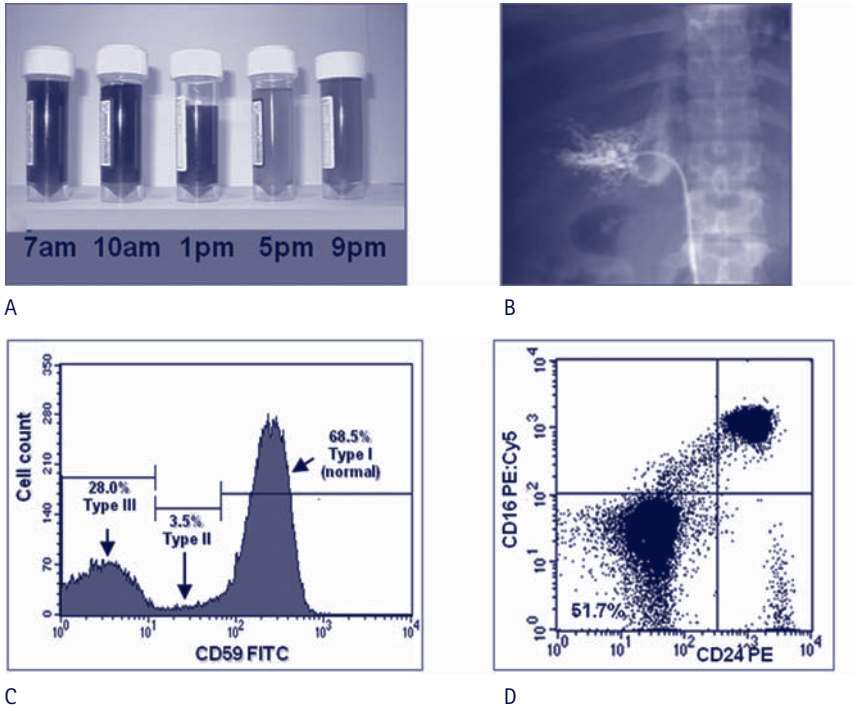 7am 10am 1pm 5pm 9pm
A
B
Cell count
350
280
210
140
70
0
28.0%
Type III
3.5%
Type II
68.5%
Type I
(normal)
10^0 10^1 10^2 10^3 10^4
CD59 FITC
C
CD16 PE:Cy5
10^4
10^3
10^2
10^1
10^0
51.7%
10^0 10^1 10^2 10^3 10^4
CD24 PE
D